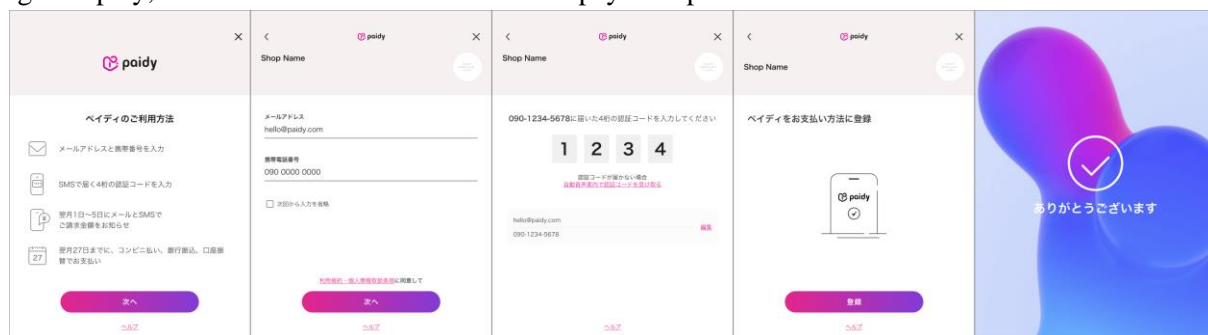 paidy
ペイディのご利用方法
メールアドレスと携帯番号を入力
SMSで届く4桁の認証コードを入力
翌月1日〜5日にメールとSMSで
ご請求金額をお知らせ
27
翌月27日までに、コンビニ払い、銀行振込、口座振
替でお支払い
次へ
ヘルプ
paidy
Shop Name
メールアドレス
hello@paidy.com
携帯電話番号
090 0000 0000
次回から入力を省略
利用規約・個人情報取扱条項に同意して
次へ
ヘルプ
paidy
Shop Name
090-1234-5678に届いた4桁の認証コードを入力してください
1 2 3 4
認証コードが届かない場合
自動音声案内で認証コードを受け取る
hello@paidy.com
090-1234-5678
編集
ヘルプ
paidy
Shop Name
ペイディをお支払い方法に登録
paidy
登録
ヘルプ
ありがとうございます